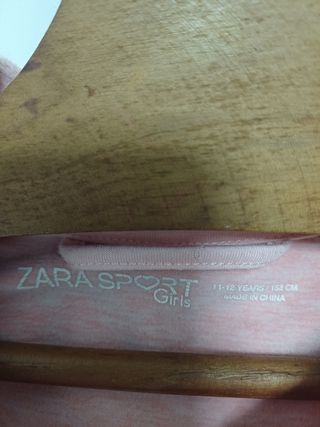 ZARA SPORT
Girls
11-12 YEARS / 152 CM
MADE IN CHINA